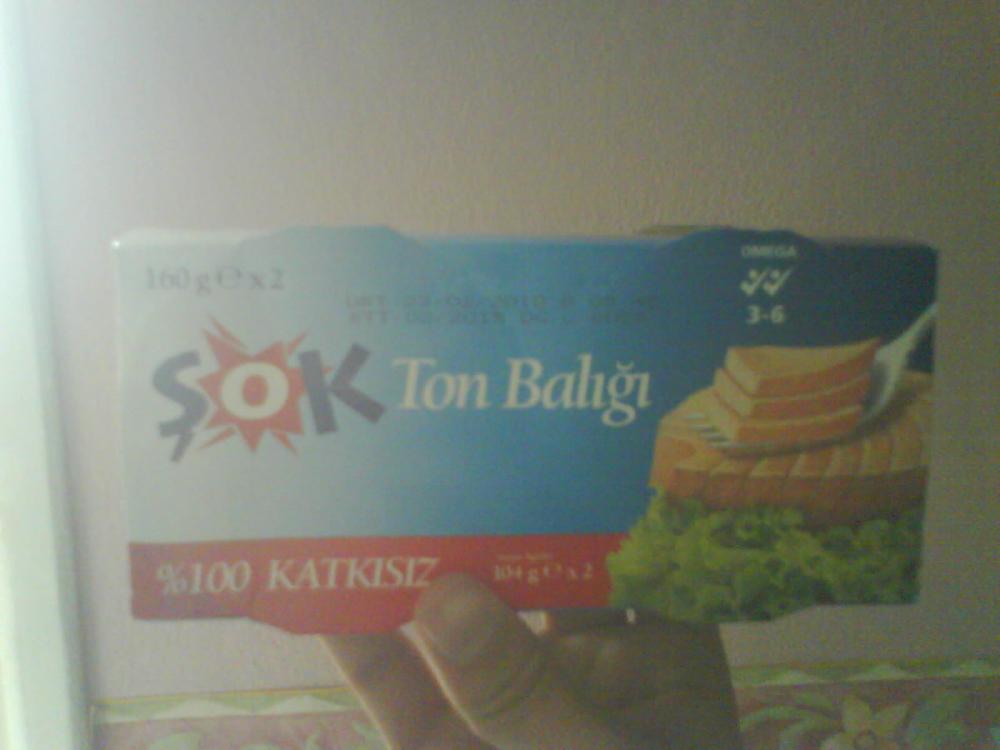 160 g ℮ x 2
OMEGA
3-6
ŞOK Ton Balığı
%100 KATKISIZ
104 g ℮ x 2